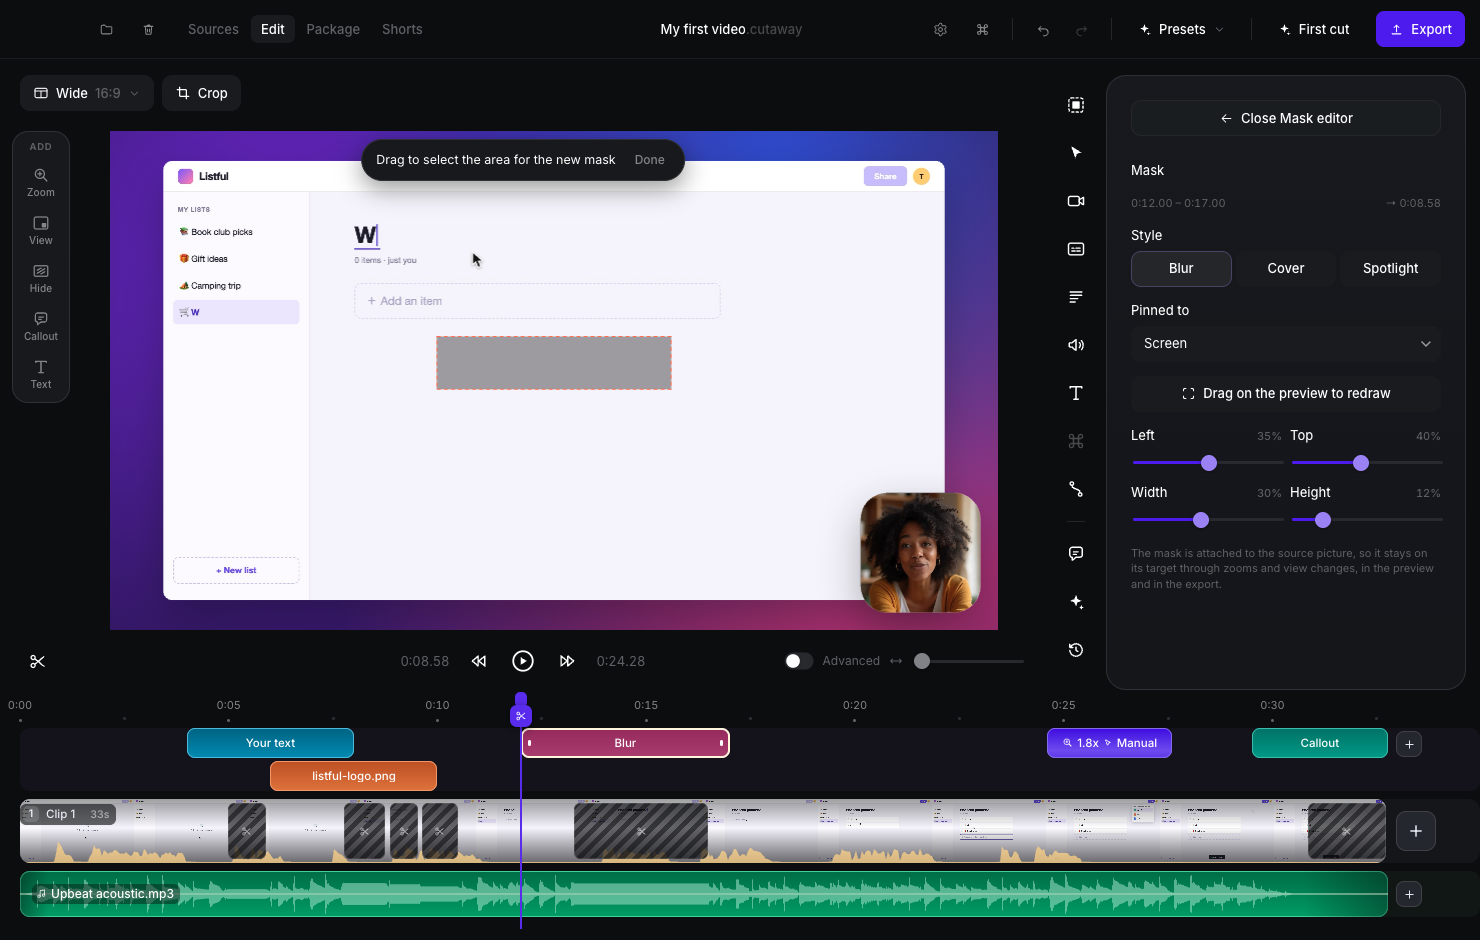 Sources
Edit
Package
Shorts
My first video.cutaway
Presets
First cut
Export
Wide 16:9
Crop
ADD
Zoom
View
Hide
Callout
Text
Drag to select the area for the new mask Done
Listful
Share
T
MY LISTS
Book club picks
Gift ideas
Camping trip
W
+ New list
W
0 items · just you
+ Add an item
Close Mask editor
Mask
0:12.00 – 0:17.00 → 0:08.58
Style
Blur
Cover
Spotlight
Pinned to
Screen
Drag on the preview to redraw
Left 35%
Top 40%
Width 30%
Height 12%
The mask is attached to the source picture, so it stays on
its target through zooms and view changes, in the preview
and in the export.
0:08.58
0:24.28
Advanced
0:00 0:05 0:10 0:15 0:20 0:25 0:30
Your text
Blur
1.8x Manual
Callout
listful-logo.png
1 Clip 1 33s
Upbeat acoustic.mp3